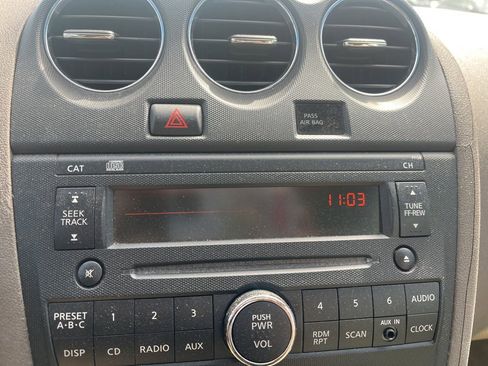 PASS
AIR BAG
CAT
CH
11:03
SEEK
TRACK
TUNE
FF·REW
PRESET
A·B·C
1
2
3
PUSH
PWR
VOL
4
5
6
AUDIO
DISP
CD
RADIO
AUX
RDM
RPT
SCAN
AUX IN
CLOCK